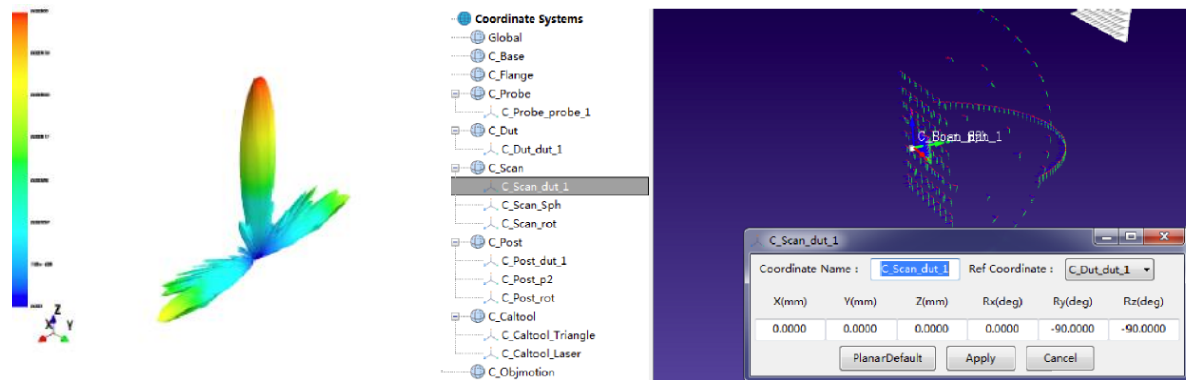 Z
X
Y
Coordinate Systems
Global
C_Base
C_Flange
C_Probe
C_Probe_probe_1
C_Dut
C_Dut_dut_1
C_Scan
C_Scan_dut_1
C_Scan_Sph
C_Scan_rot
C_Post
C_Post_dut_1
C_Post_p2
C_Post_rot
C_Caltool
C_Caltool_Triangle
C_Caltool_Laser
C_Objmotion
C_Scan_dut_1
Coordinate Name : C_Scan_dut_1 Ref Coordinate : C_Dut_dut_1
X(mm) Y(mm) Z(mm) Rx(deg) Ry(deg) Rz(deg)
0.0000 0.0000 0.0000 0.0000 -90.0000 -90.0000
PlanarDefault Apply Cancel